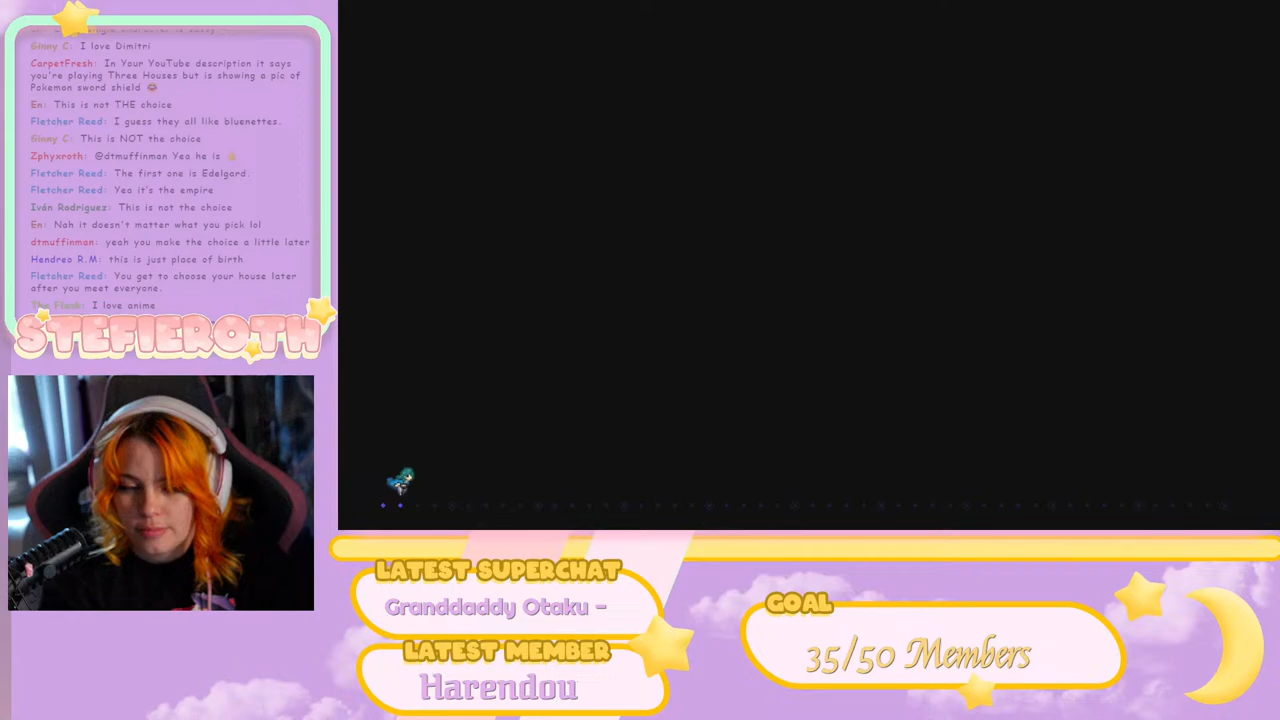 Ginny C: I love Dimitri
CarpetFresh: In Your YouTube description it says
you're playing Three Houses but is showing a pic of
Pokemon sword shield
En: This is not THE choice
Fletcher Reed: I guess they all like bluenettes.
Ginny C: This is NOT the choice
Zphyxroth: @dtmuffinman Yea he is
Fletcher Reed: The first one is Edelgard.
Fletcher Reed: Yea it's the empire
Iván Rodriguez: This is not the choice
En: Nah it doesn't matter what you pick lol
dtmuffinman: yeah you make the choice a little later
Hendrea R.M: this is just place of birth
Fletcher Reed: You get to choose your house later
after you meet everyone.
The Flesk: I love anime
STEFIEROTH
LATEST SUPERCHAT
Granddaddy Otaku -
LATEST MEMBER
Harendou
GOAL
35/50 Members